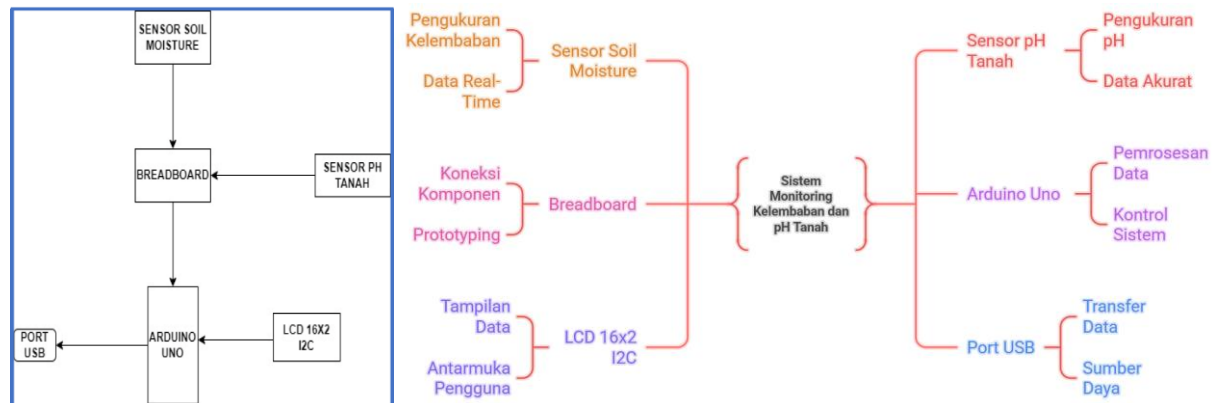 SENSOR SOIL
MOISTURE
BREADBOARD
SENSOR PH
TANAH
ARDUINO
UNO
LCD 16X2
I2C
PORT
USB
Pengukuran
Kelembaban
Data Real-
Time
Sensor Soil
Moisture
Koneksi
Komponen
Prototyping
Breadboard
Tampilan
Data
Antarmuka
Pengguna
LCD 16x2
I2C
Sistem
Monitoring
Kelembaban dan
pH Tanah
Sensor pH
Tanah
Pengukuran
pH
Data Akurat
Arduino Uno
Pemrosesan
Data
Kontrol
Sistem
Port USB
Transfer
Data
Sumber
Daya